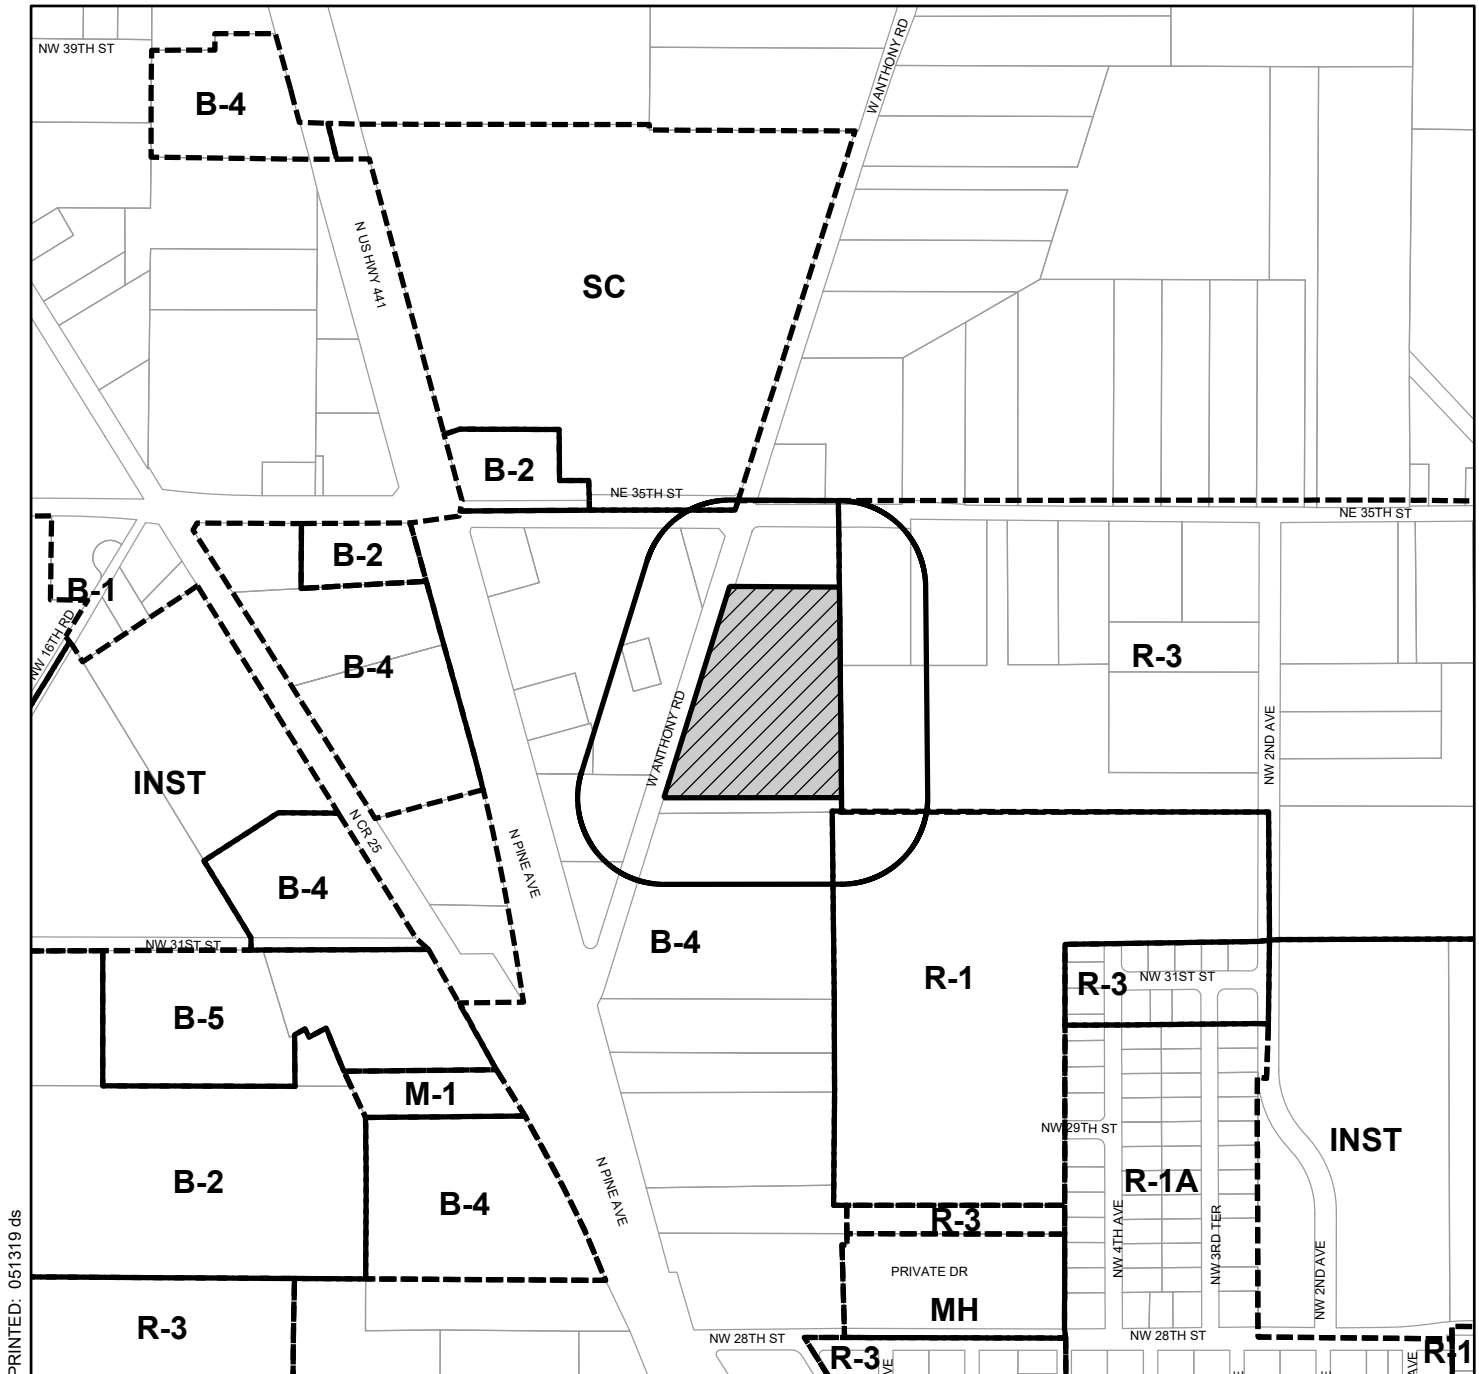 NW 39TH ST
W ANTHONY RD
B-4
N US HWY 441
SC
B-2
NE 35TH ST
NE 35TH ST
B-2
B-1
NW 16TH RD
B-4
R-3
W ANTHONY RD
NW 2ND AVE
INST
N CR 25
N PINE AVE
B-4
B-4
NW 31ST ST
R-1
R-3
NW 31ST ST
B-5
M-1
NW 29TH ST
INST
B-2
B-4
N PINE AVE
R-1A
R-3
NW 4TH AVE
NW 3RD TER
NW 2ND AVE
PRIVATE DR
MH
PRINTED: 051319 ds
R-3
NW 28TH ST
NW 28TH ST
R-3
VE
AVE
R-1